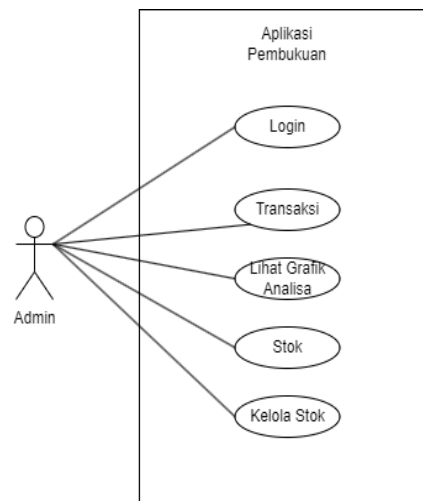 Aplikasi
Pembukuan
Login
Transaksi
Lihat Grafik
Analisa
Admin
Stok
Kelola Stok